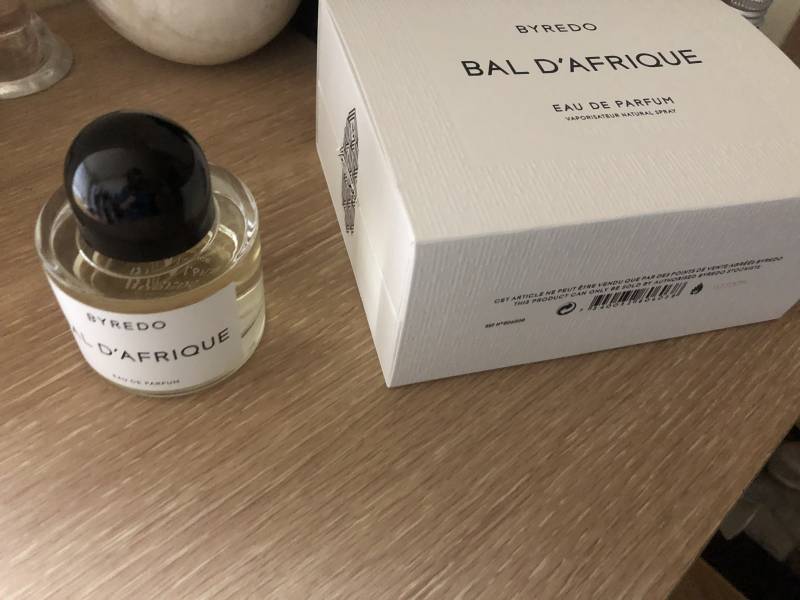 BYREDO
BAL D'AFRIQUE
EAU DE PARFUM
VAPORISATEUR NATURAL SPRAY
CET ARTICLE NE PEUT ÊTRE VENDU QUE PAR DES POINTS DE VENTE AGRÉÉS BYREDO
THIS PRODUCT CAN ONLY BE SOLD BY AUTHORISED BYREDO STOCKISTS
BYREDO
AL D'AFRIQUE
EAU DE PARFUM